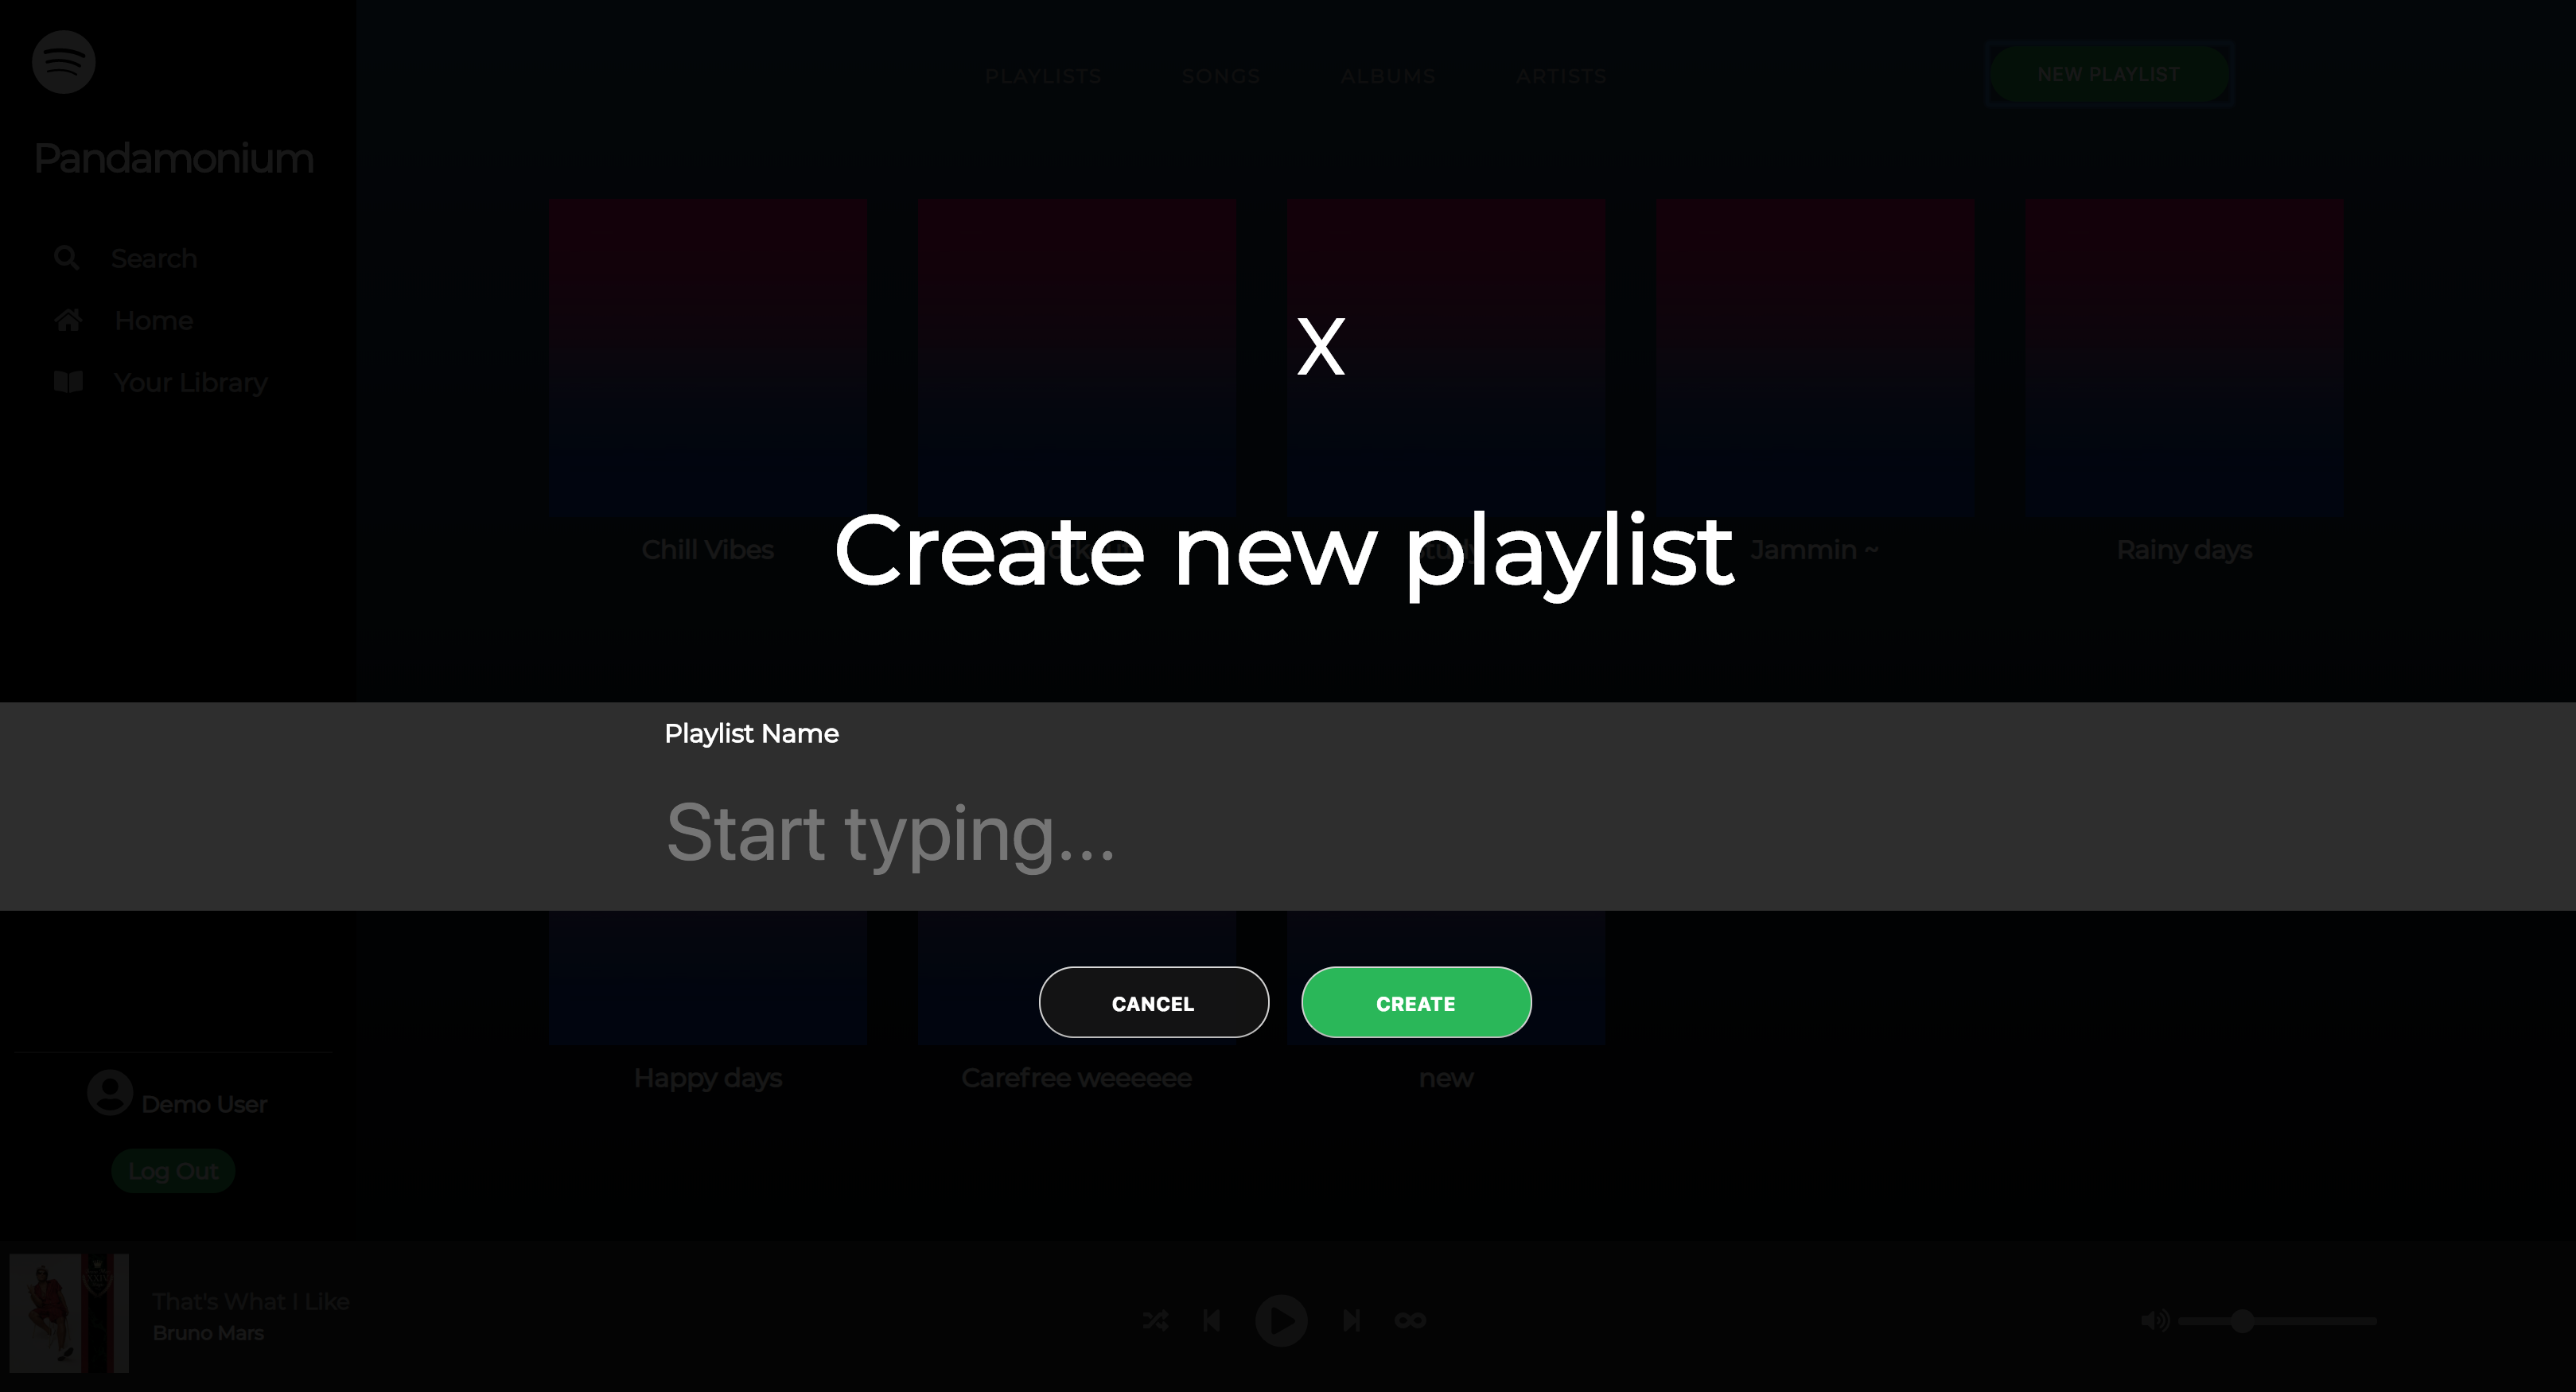 Pandamonium
Search
Home
Your Library
PLAYLISTS SONGS ALBUMS ARTISTS NEW PLAYLIST
X
Create new playlist
Chill Vibes Jammin ~ Rainy days
Playlist Name
Start typing...
CANCEL CREATE
Happy days Carefree weeeeee new
Demo User
Log Out
That's What I Like
Bruno Mars